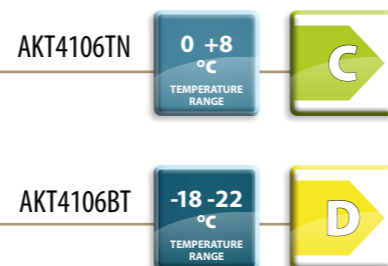 AKT4106TN
0 +8
°C
TEMPERATURE
RANGE
C
AKT4106BT
-18 -22
°C
TEMPERATURE
RANGE
D